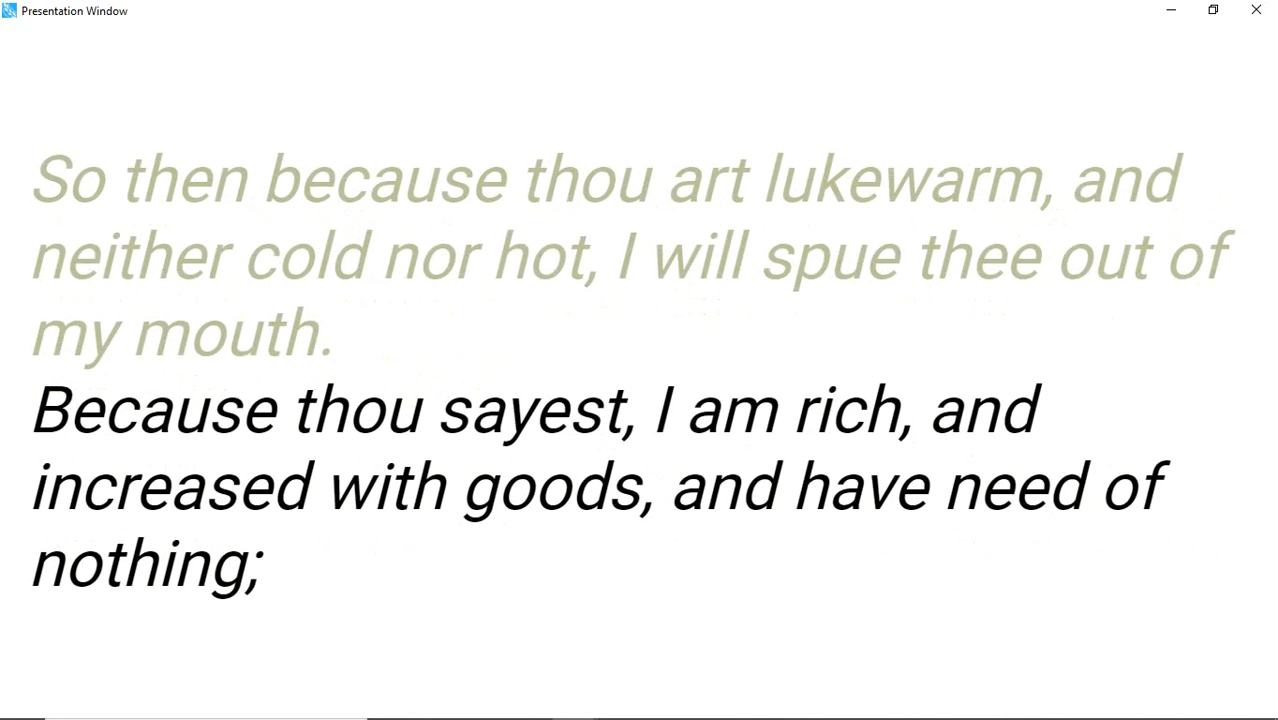 Presentation Window
So then because thou art lukewarm, and
neither cold nor hot, I will spue thee out of
my mouth.
Because thou sayest, I am rich, and
increased with goods, and have need of
nothing;